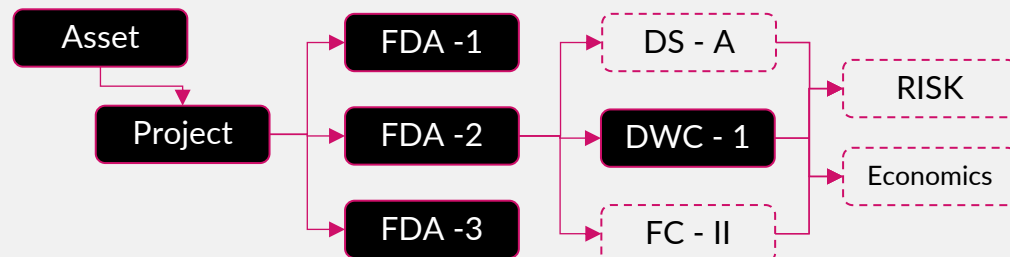 Asset
Project
FDA -1
FDA -2
FDA -3
DS - A
DWC - 1
FC - II
RISK
Economics